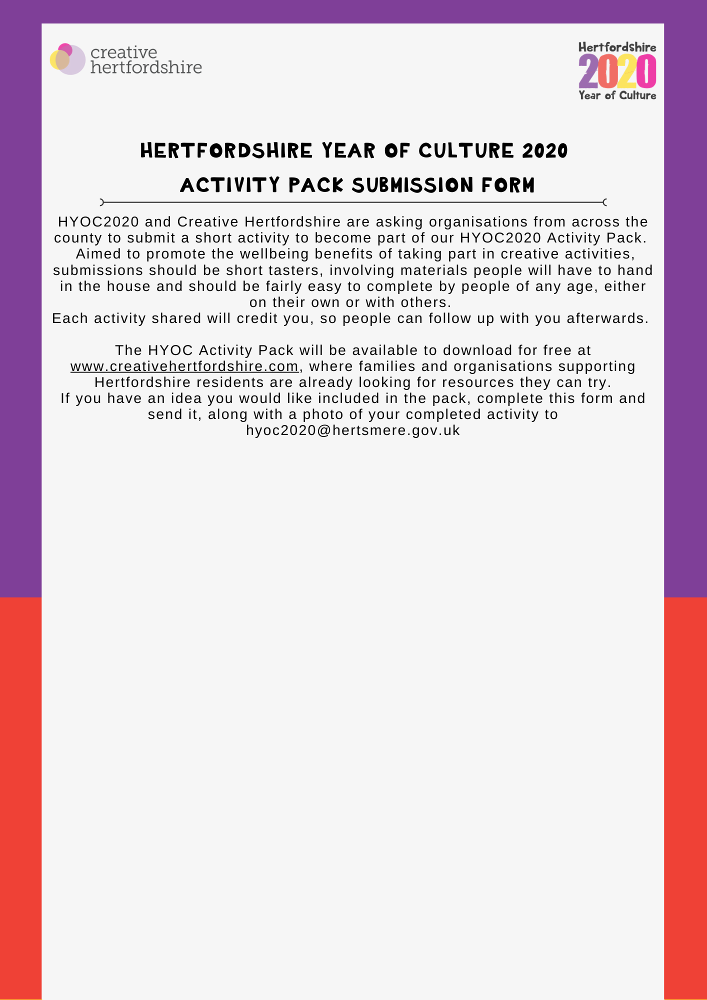 creative
hertfordshire
Hertfordshire
2020
Year of Culture
HERTFORDSHIRE YEAR OF CULTURE 2020
ACTIVITY PACK SUBMISSION FORM
HYOC2020 and Creative Hertfordshire are asking organisations from across the
county to submit a short activity to become part of our HYOC2020 Activity Pack.
Aimed to promote the wellbeing benefits of taking part in creative activities,
submissions should be short tasters, involving materials people will have to hand
in the house and should be fairly easy to complete by people of any age, either
on their own or with others.
Each activity shared will credit you, so people can follow up with you afterwards.
The HYOC Activity Pack will be available to download for free at
www.creativehertfordshire.com, where families and organisations supporting
Hertfordshire residents are already looking for resources they can try.
If you have an idea you would like included in the pack, complete this form and
send it, along with a photo of your completed activity to
hyoc2020@hertsmere.gov.uk